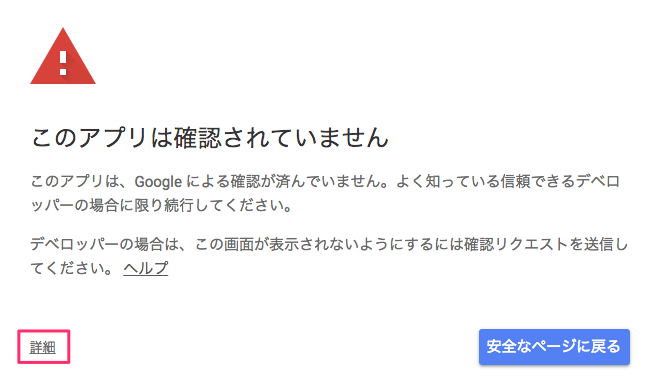 このアプリは確認されていません
このアプリは、Google による確認が済んでいません。よく知っている信頼できるデベロ
ッパーの場合に限り続行してください。
デベロッパーの場合は、この画面が表示されないようにするには確認リクエストを送信し
てください。 ヘルプ
詳細
安全なページに戻る